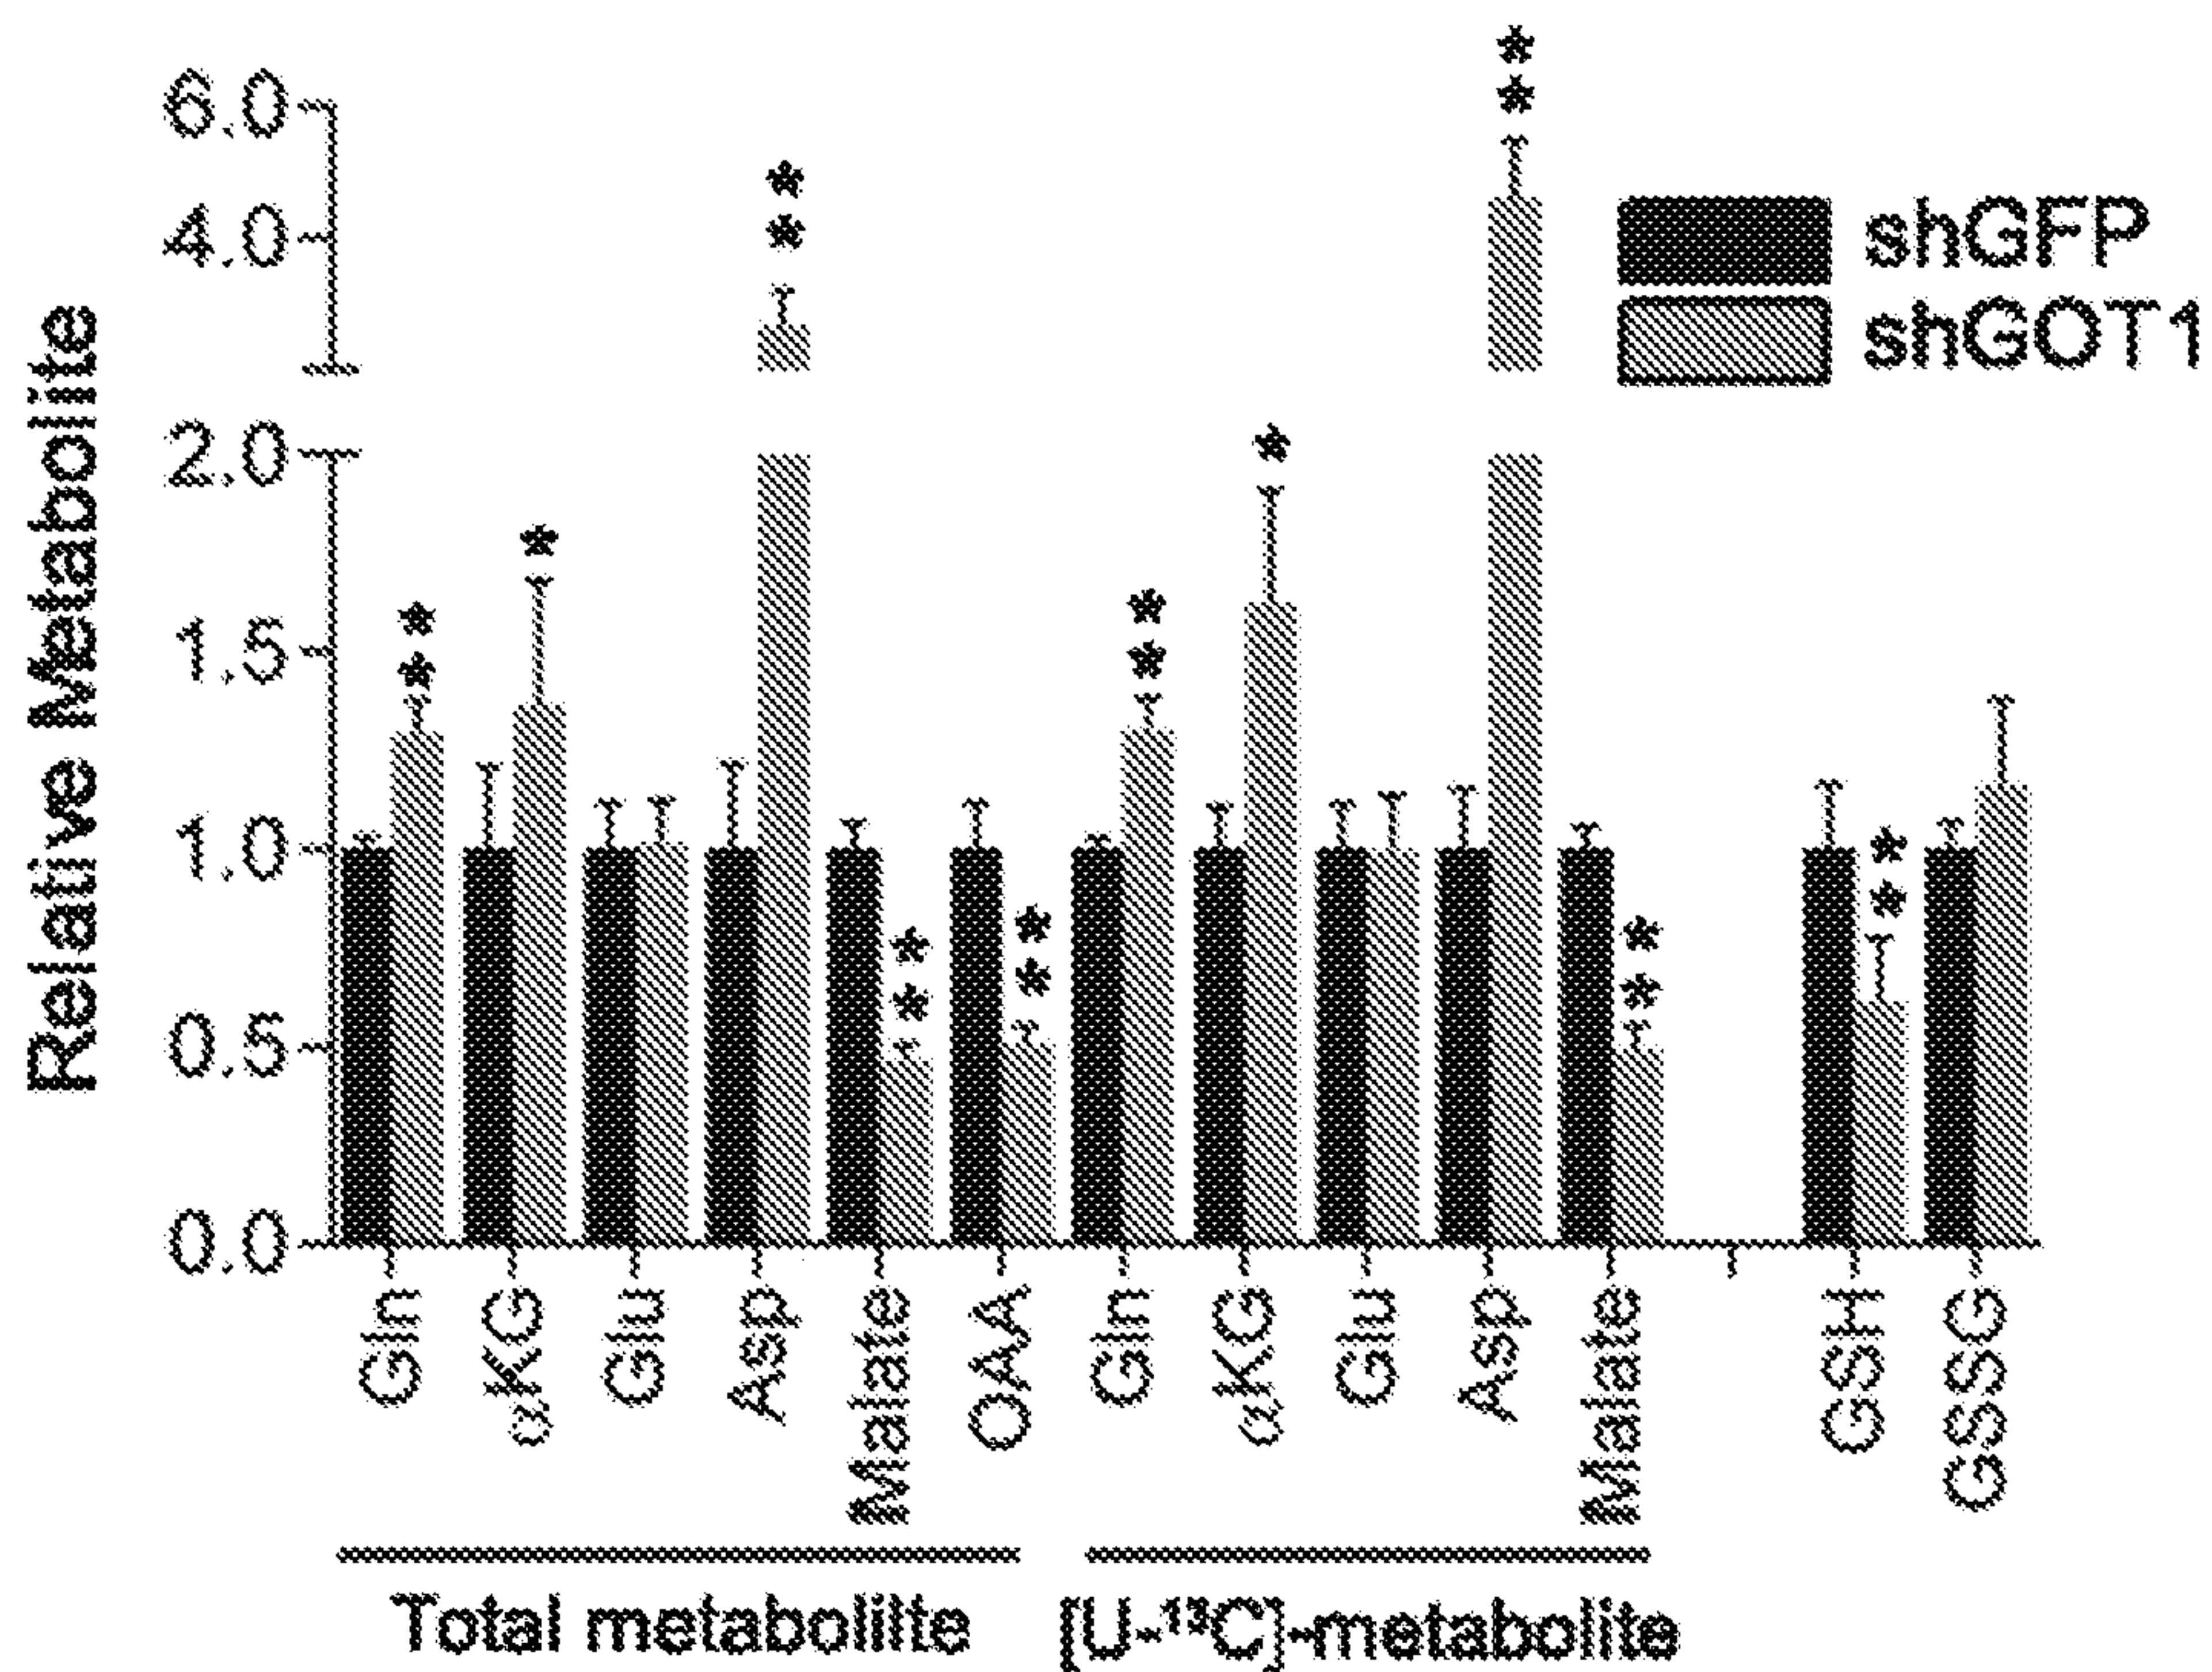 Relative Metabolite
6.0
4.0
2.0
1.5
1.0
0.5
0.0
* *
*
* *
* *
* *
* *
*
* *
* *
* *
shGFP
shGOT1
Gln
αKG
Glu
Asp
Malate
OAA
Gln
αKG
Glu
Asp
Malate
GSH
GSSG
Total metabolite
[U-¹³C]-metabolite